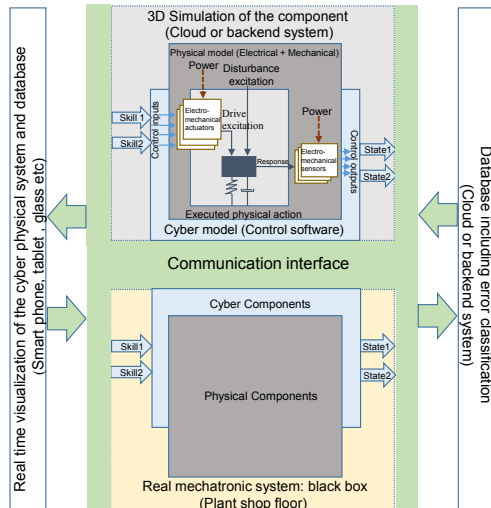 3D Simulation of the component
(Cloud or backend system)
Physical model (Electrical + Mechanical)
Power
Disturbance
excitation
Skill 1
Skill2
Control inputs
Electro-
mechanical
actuators
Drive
excitation
Power
Electro-
mechanical
sensors
Response
Control outputs
State1
State2
Executed physical action
Cyber model (Control software)
Communication interface
Cyber Components
Skill1
Skill2
State1
State2
Physical Components
Real mechatronic system: black box
(Plant shop floor)
Real time visualization of the cyber physical system and database
(Smart phone, tablet , glass etc)
Database including error classification
(Cloud or backend system)